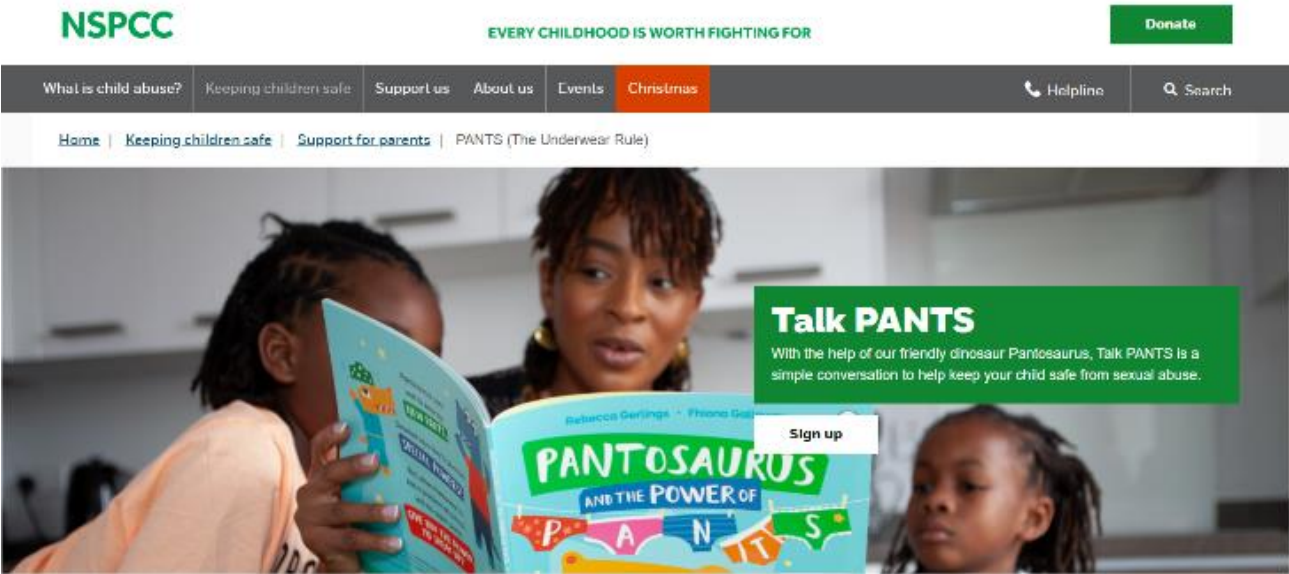 NSPCC
EVERY CHILDHOOD IS WORTH FIGHTING FOR
Donate
What is child abuse? Keeping children safe Support us About us Events Christmas Helpline Search
Home | Keeping children safe | Support for parents | PANTS (The Underwear Rule)
Talk PANTS
With the help of our friendly dinosaur Pantosaurus, Talk PANTS is a
simple conversation to help keep your child safe from sexual abuse.
Sign up
Rebecca Gerlings
PANTOSAURUS
AND THE POWER OF
PANTS